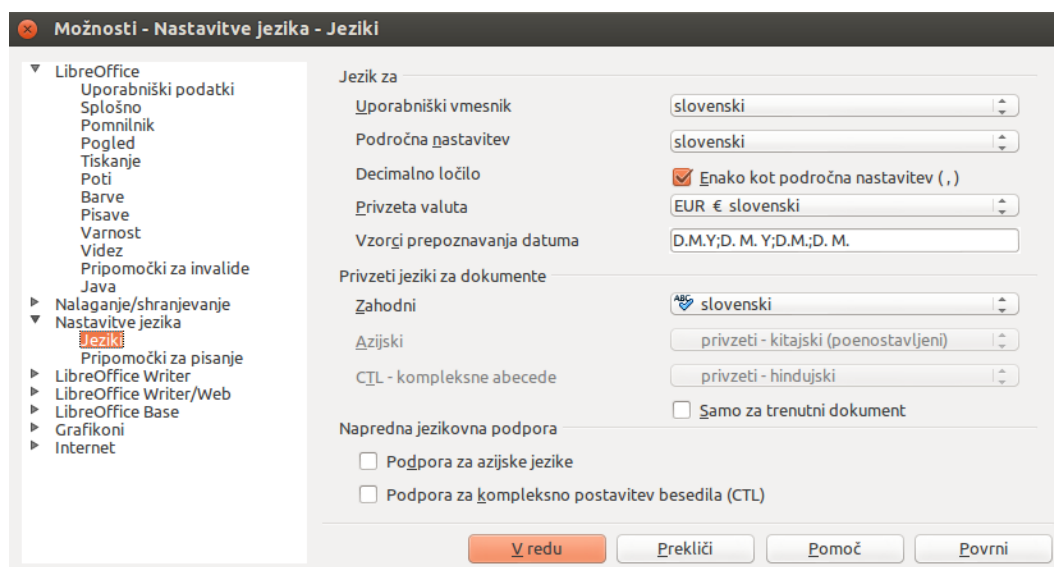 Možnosti - Nastavitve jezika - Jeziki
LibreOffice
Uporabniški podatki
Splošno
Pomnilnik
Pogled
Tiskanje
Poti
Barve
Pisave
Varnost
Videz
Pripomočki za invalide
Java
Nalaganje/shranjevanje
Nastavitve jezika
Jeziki
Pripomočki za pisanje
LibreOffice Writer
LibreOffice Writer/Web
LibreOffice Base
Grafikoni
Internet
Jezik za
Uporabniški vmesnik slovenski
Področna nastavitev slovenski
Decimalno ločilo Enako kot področna nastavitev ( , )
Privzeta valuta EUR € slovenski
Vzorci prepoznavanja datuma D.M.Y;D. M. Y;D.M.;D. M.
Privzeti jeziki za dokumente
Zahodni ABC slovenski
Azijski privzeti - kitajski (poenostavljeni)
CTL - kompleksne abecede privzeti - hindujski
Samo za trenutni dokument
Napredna jezikovna podpora
Podpora za azijske jezike
Podpora za kompleksno postavitev besedila (CTL)
V redu Prekliči Pomoč Povrni